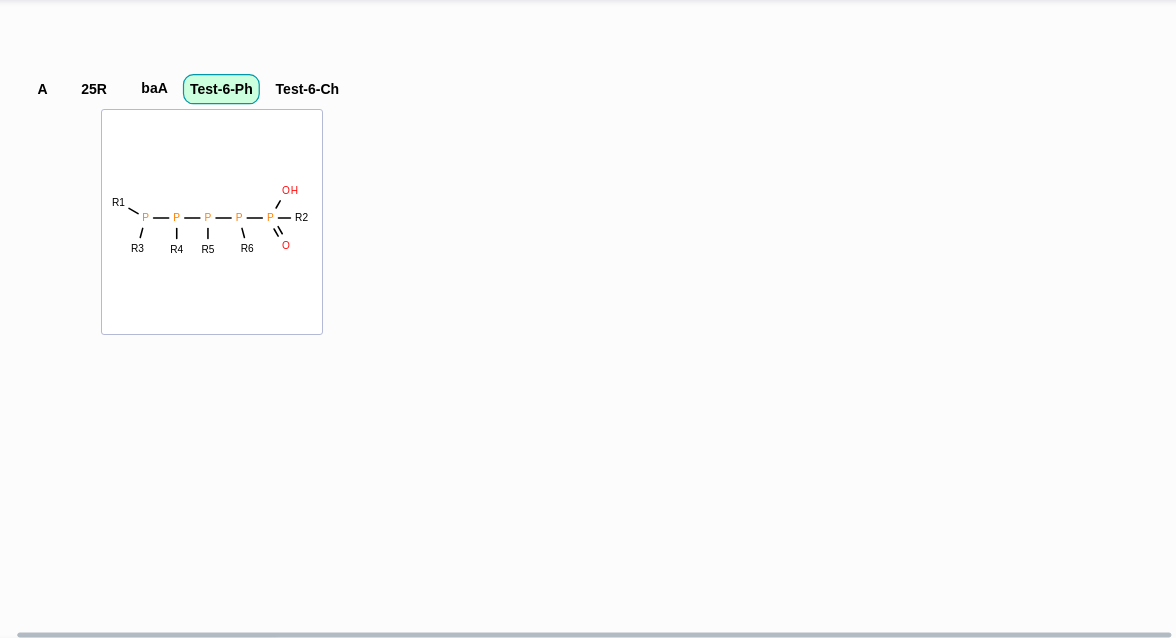 A 25R baA Test-6-Ph Test-6-Ch
OH
R1
P P P P P R2
R3 R4 R5 R6 O